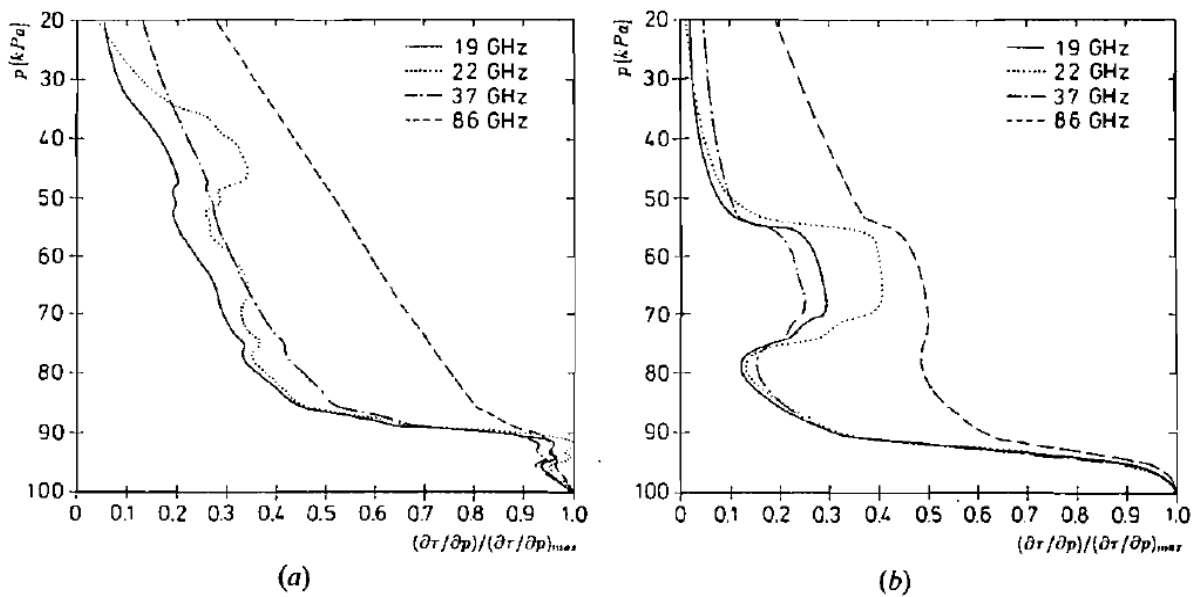 20
p [kPa]
30
40
50
60
70
80
90
100
19 GHz
22 GHz
37 GHz
86 GHz
0 0.1 0.2 0.3 0.4 0.5 0.6 0.7 0.8 0.9 1.0
(∂τ/∂p)/(∂τ/∂p)max
(a)
20
p [kPa]
30
40
50
60
70
80
90
100
19 GHz
22 GHz
37 GHz
86 GHz
0 0.1 0.2 0.3 0.4 0.5 0.6 0.7 0.8 0.9 1.0
(∂τ/∂p)/(∂τ/∂p)max
(b)